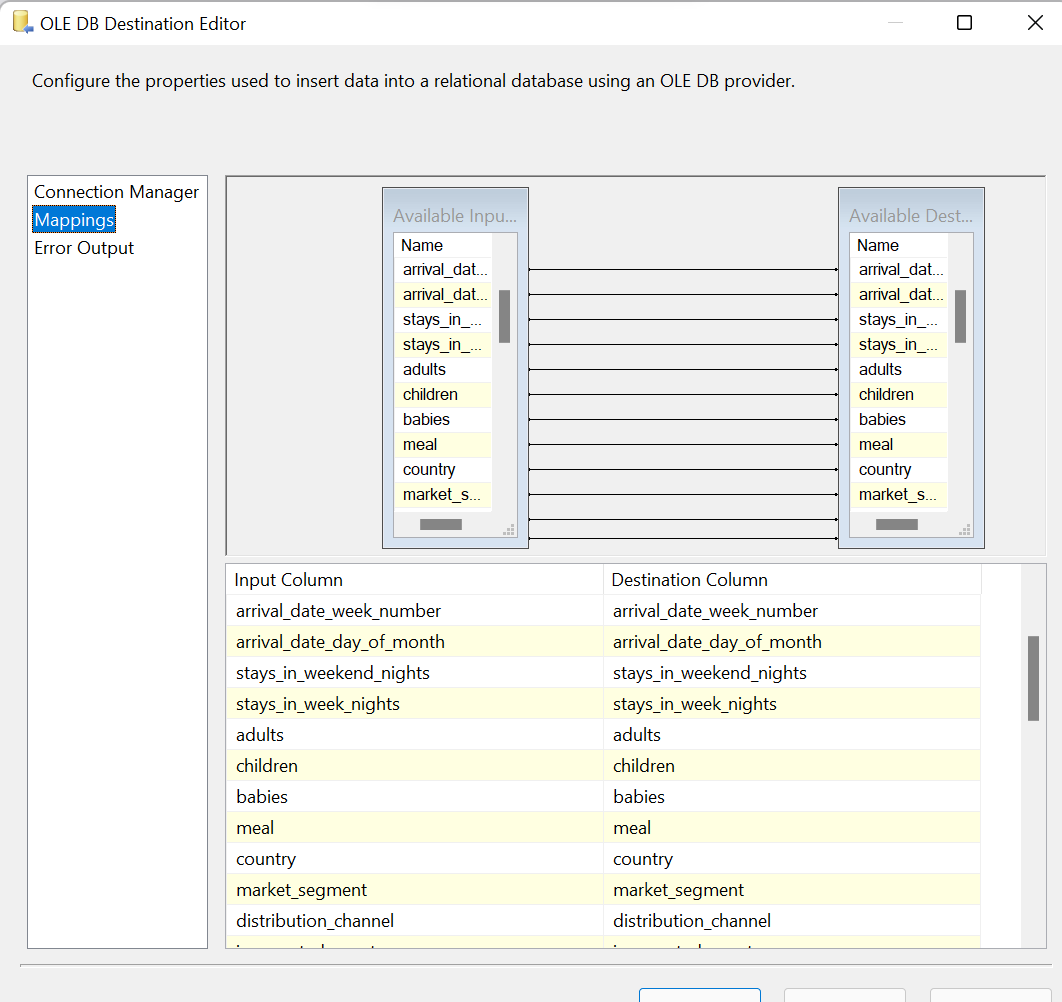 OLE DB Destination Editor
Configure the properties used to insert data into a relational database using an OLE DB provider.
Connection Manager
Mappings
Error Output
Available Inpu...
Name
arrival_dat...
arrival_dat...
stays_in_...
stays_in_...
adults
children
babies
meal
country
market_s...
Available Dest...
Name
arrival_dat...
arrival_dat...
stays_in_...
stays_in_...
adults
children
babies
meal
country
market_s...
Input Column Destination Column
arrival_date_week_number arrival_date_week_number
arrival_date_day_of_month arrival_date_day_of_month
stays_in_weekend_nights stays_in_weekend_nights
stays_in_week_nights stays_in_week_nights
adults adults
children children
babies babies
meal meal
country country
market_segment market_segment
distribution_channel distribution_channel